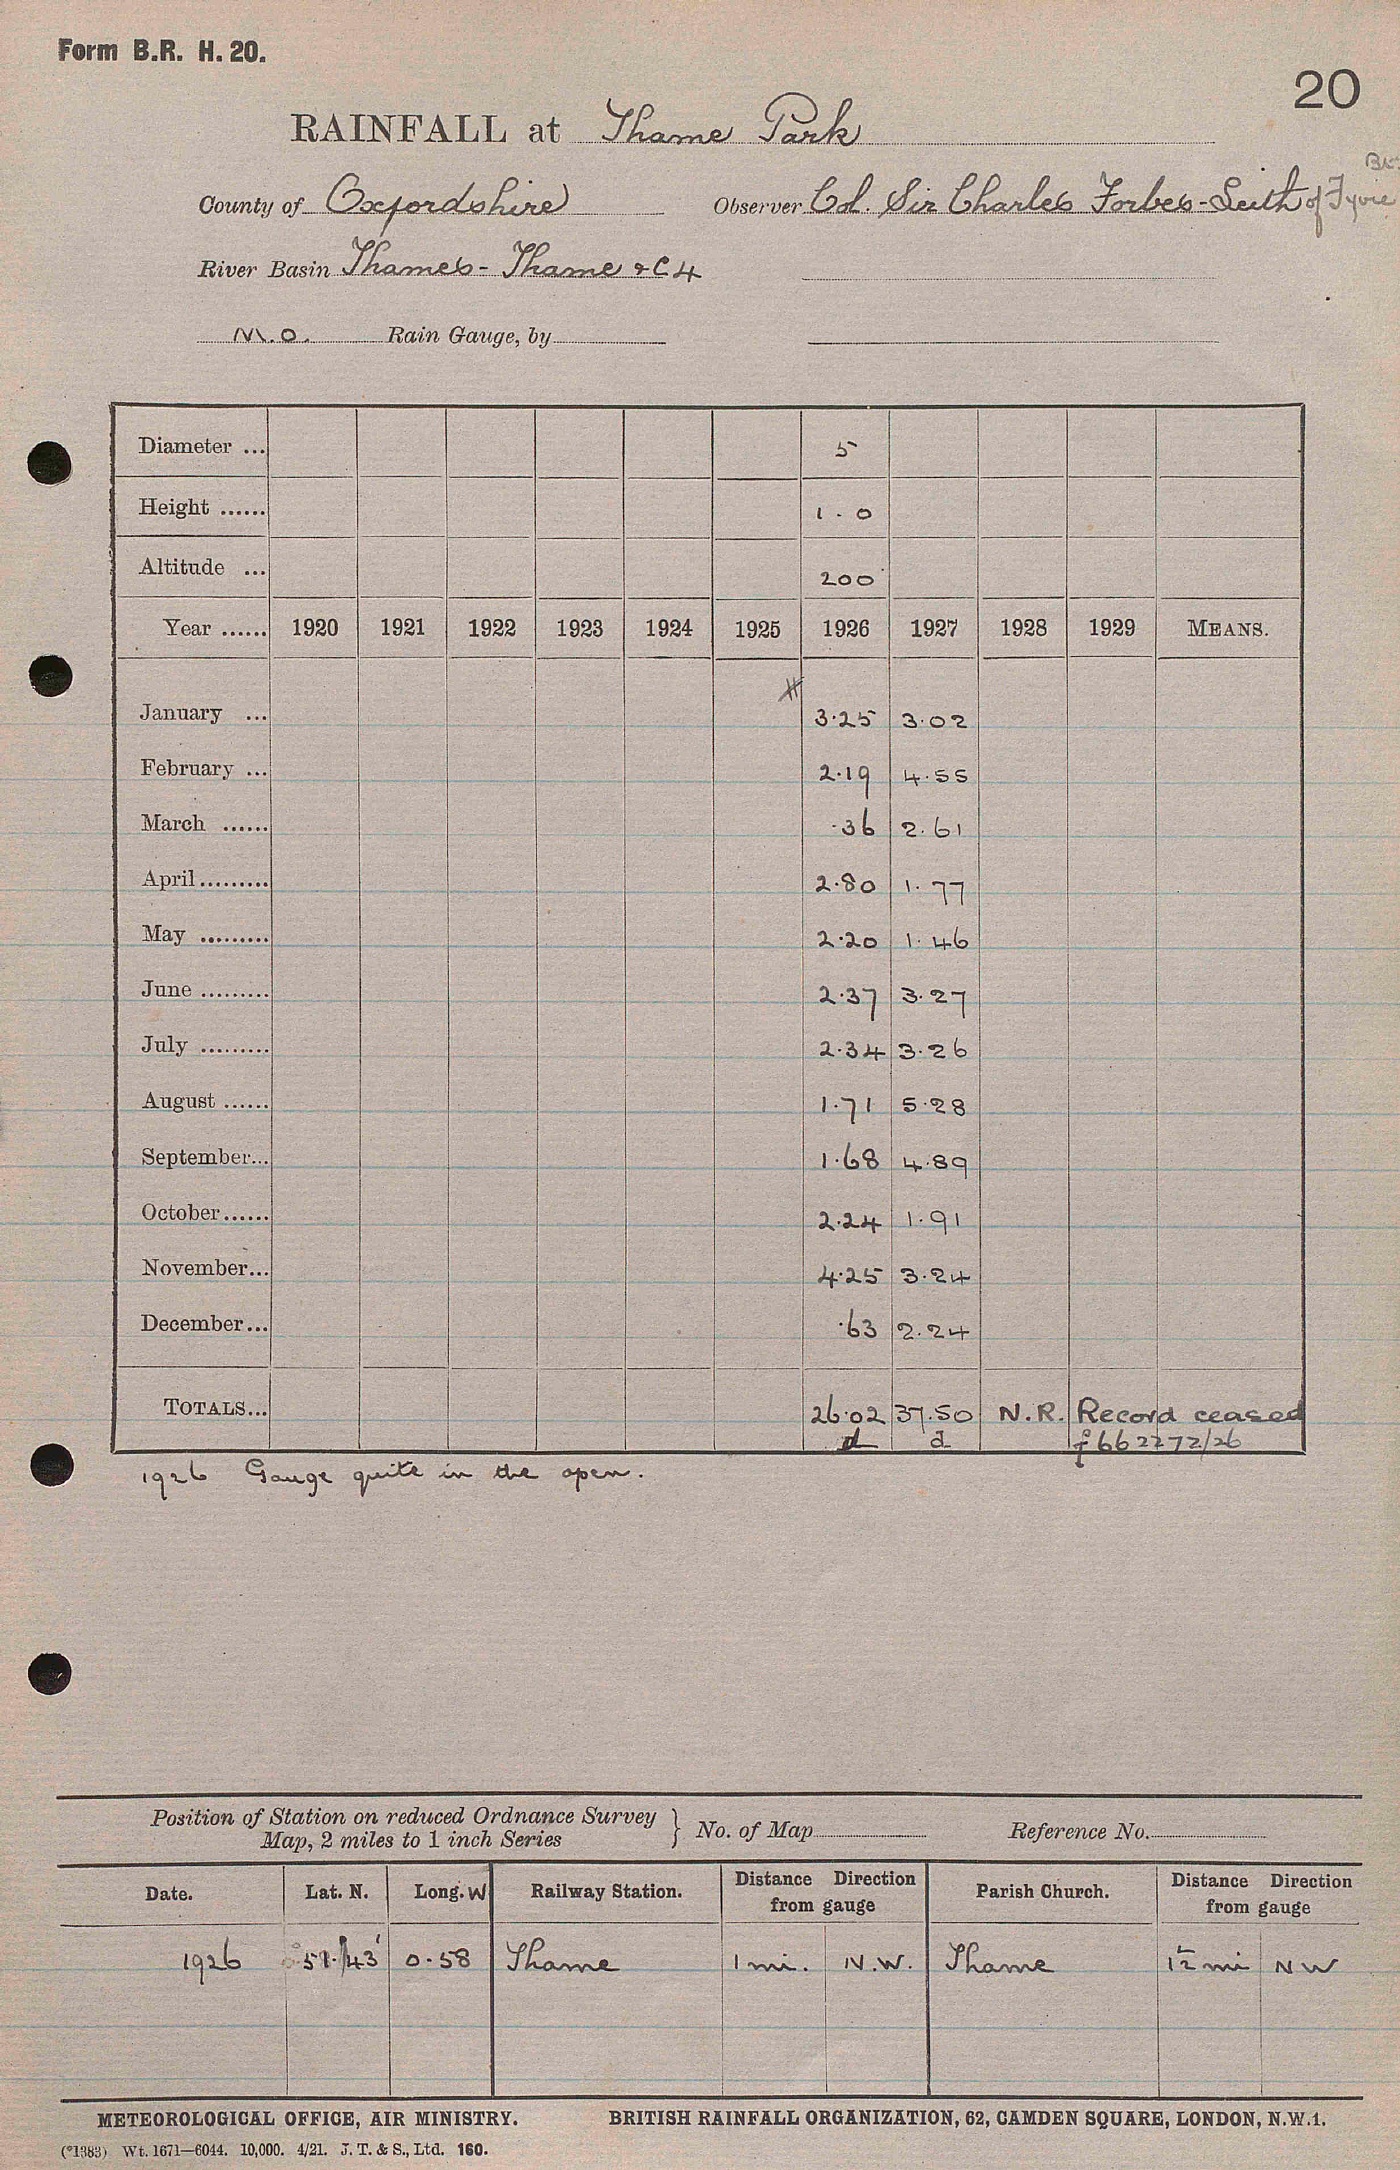 Form B.R. H. 20.
20
RAINFALL at Thame Park
County of Oxfordshire Observer Col. Sir Charles Forbes-Leith of Fyvie
River Basin Thames - Thame & C4
M.O. Rain Gauge, by
Diameter ... 5
Height ...... 1 . 0
Altitude ... 200
Year ...... 1920 1921 1922 1923 1924 1925 1926 1927 1928 1929 MEANS.
January ... 3.25 3.02
February ... 2.19 4.55
March ...... .36 2.61
April ......... 2.80 1.77
May ......... 2.20 1.46
June ......... 2.37 3.27
July ......... 2.34 3.26
August ...... 1.71 5.28
September... 1.68 4.89
October...... 2.24 1.91
November... 4.25 3.24
December... .63 2.24
TOTALS... 26.02 37.50 N.R. Record ceased
d d f 662272/26
1926 Gauge quite in the open.
Position of Station on reduced Ordnance Survey
Map, 2 miles to 1 inch Series } No. of Map Reference No.
Date. Lat. N. Long. W Railway Station. Distance Direction from gauge Parish Church. Distance Direction from gauge
1926 51. 43' 0.58 Thame 1 mi. N.W. Thame 1½ mi N W
METEOROLOGICAL OFFICE, AIR MINISTRY. BRITISH RAINFALL ORGANIZATION, 62, CAMDEN SQUARE, LONDON, N.W.1.
(*1383) Wt. 1671—6044. 10,000. 4/21. J. T. & S., Ltd. 160.